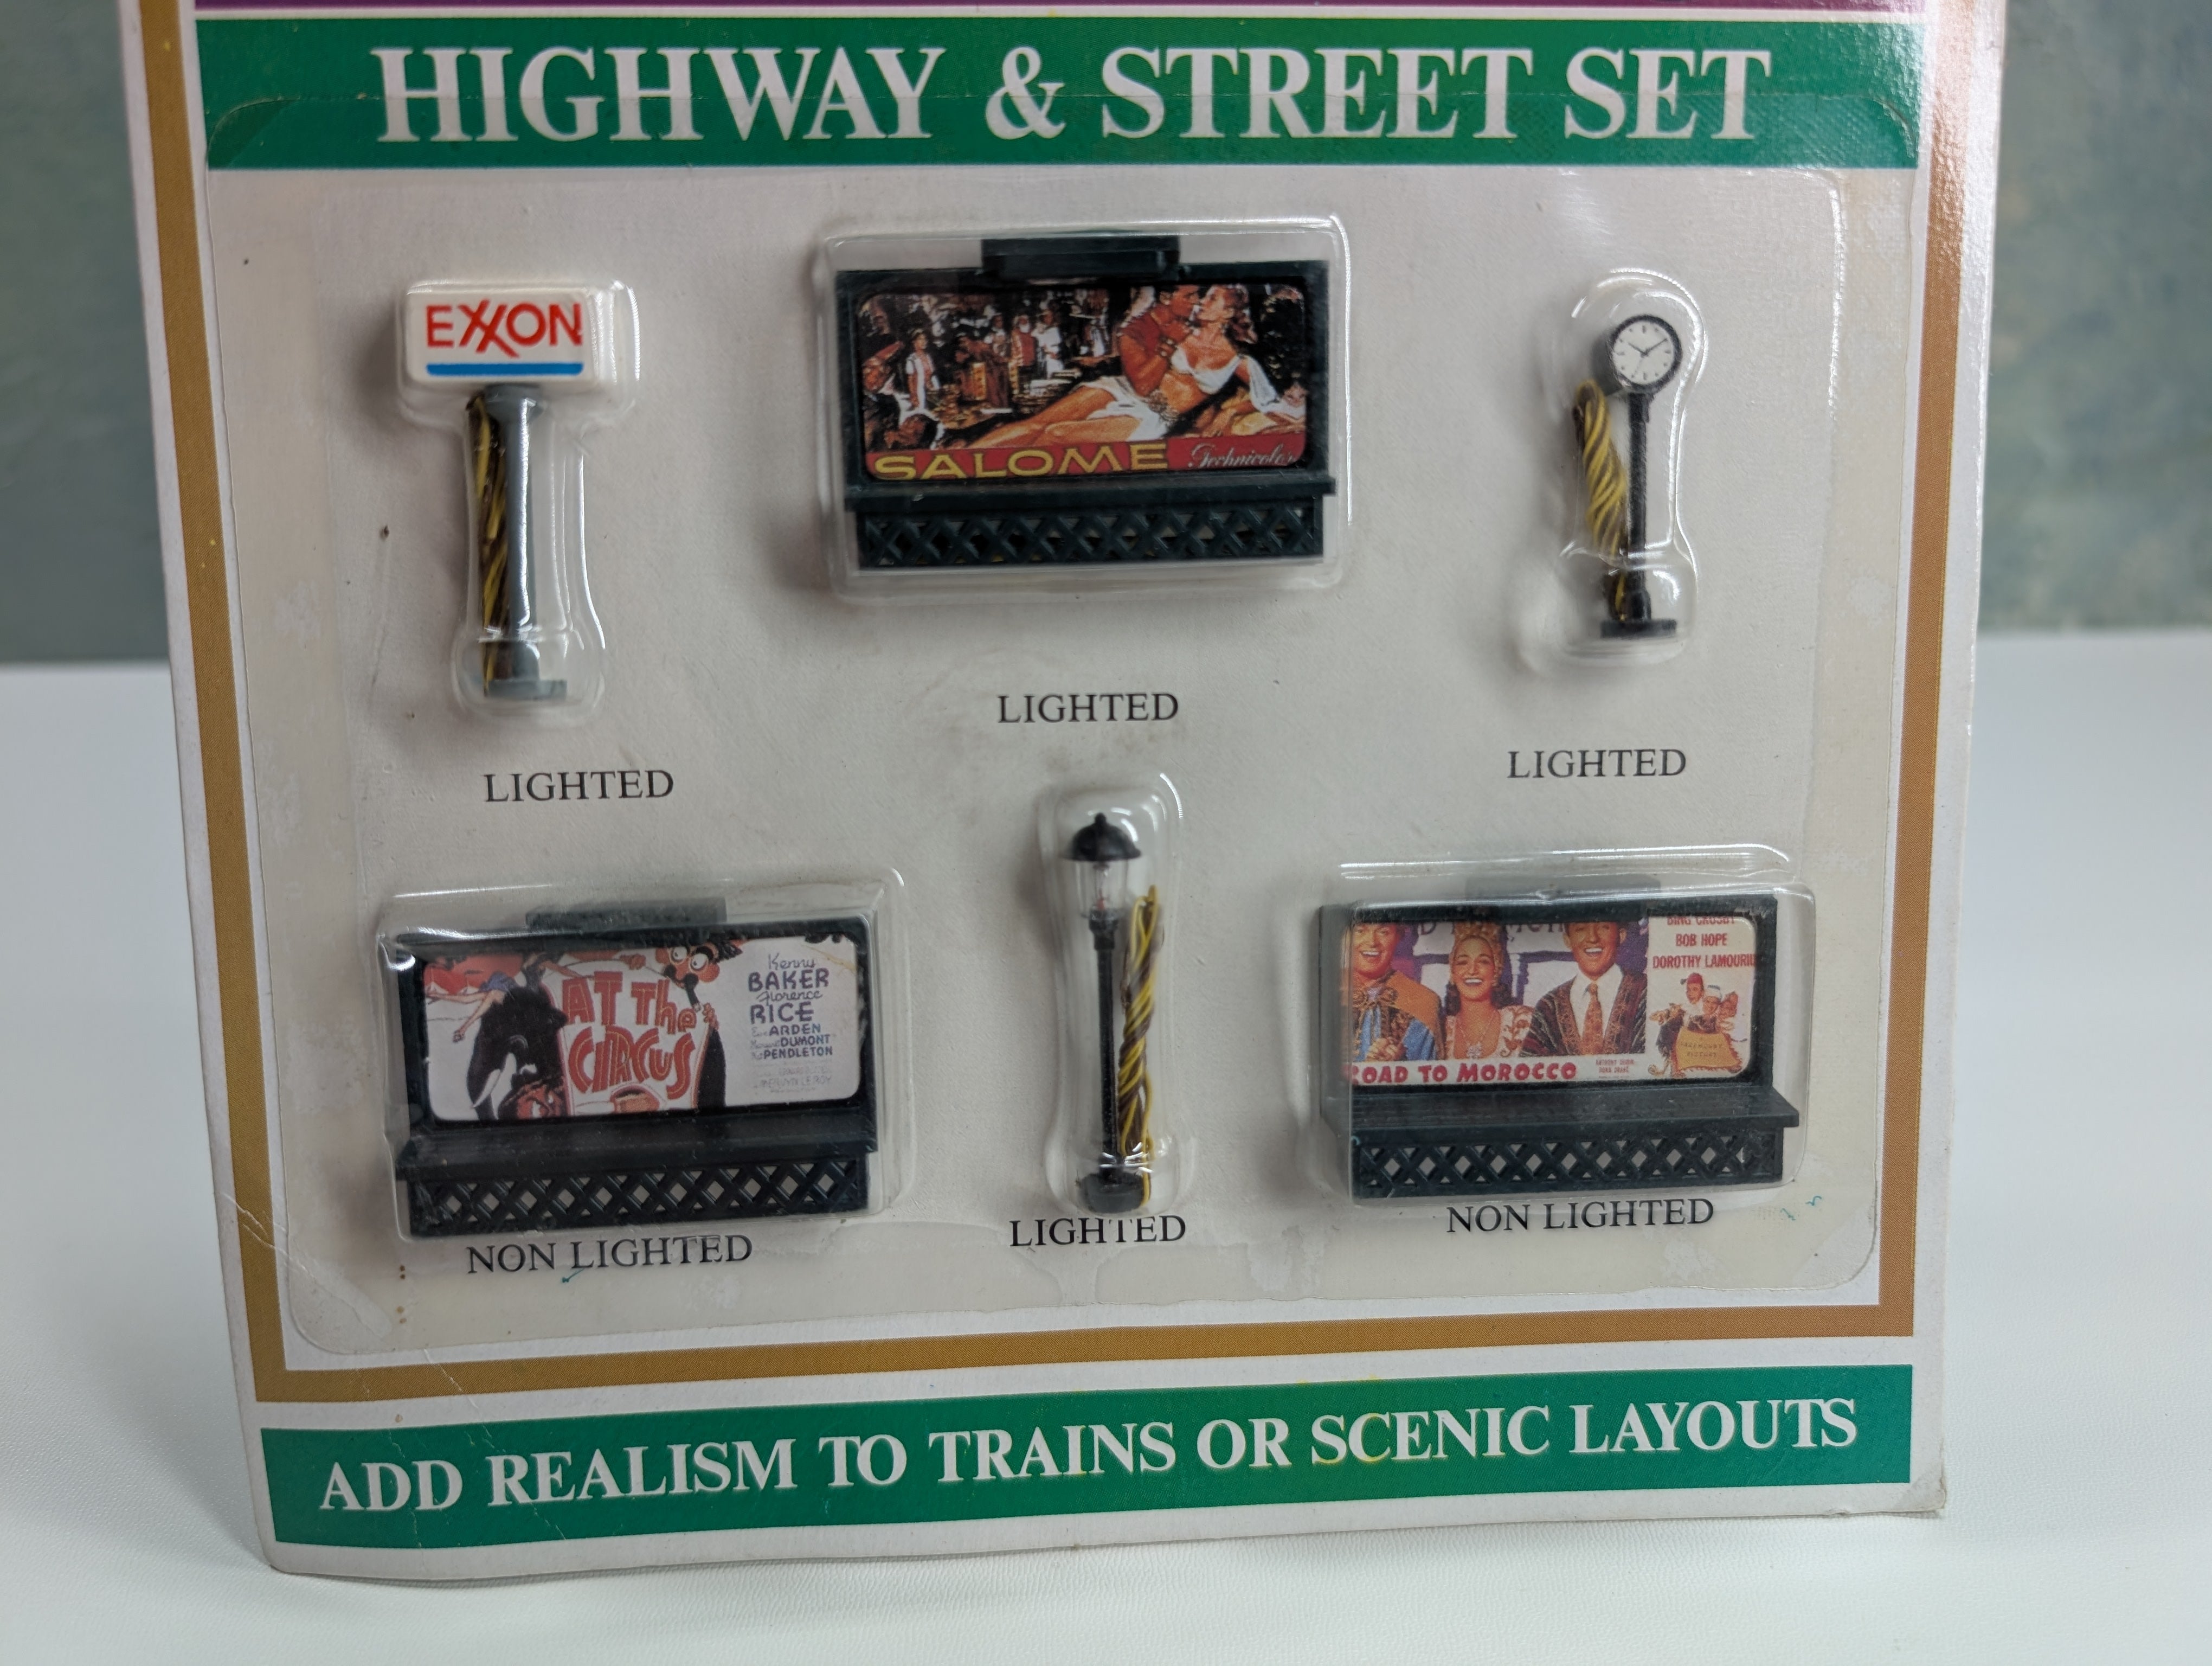 HIGHWAY & STREET SET
EXXON
SALOME Technicolor
LIGHTED
LIGHTED
LIGHTED
AT The
CIRCUS
Kenny
BAKER
Florence
RICE
Eve ARDEN
DUMONT
PENDLETON
BING CROSBY
BOB HOPE
DOROTHY LAMOUR
ROAD TO MOROCCO
NON LIGHTED
LIGHTED
NON LIGHTED
ADD REALISM TO TRAINS OR SCENIC LAYOUTS